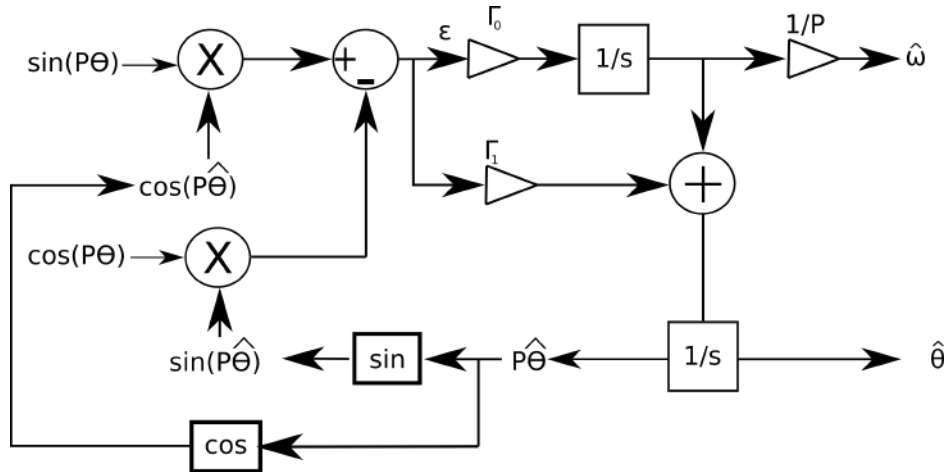 Γ₀
1/P
ε
sin(PΘ)
X
+
-
1/s
ω̂
Γ₁
cos(PΘ̂)
+
cos(PΘ)
X
sin(PΘ̂)
sin
PΘ̂
1/s
θ̂
cos